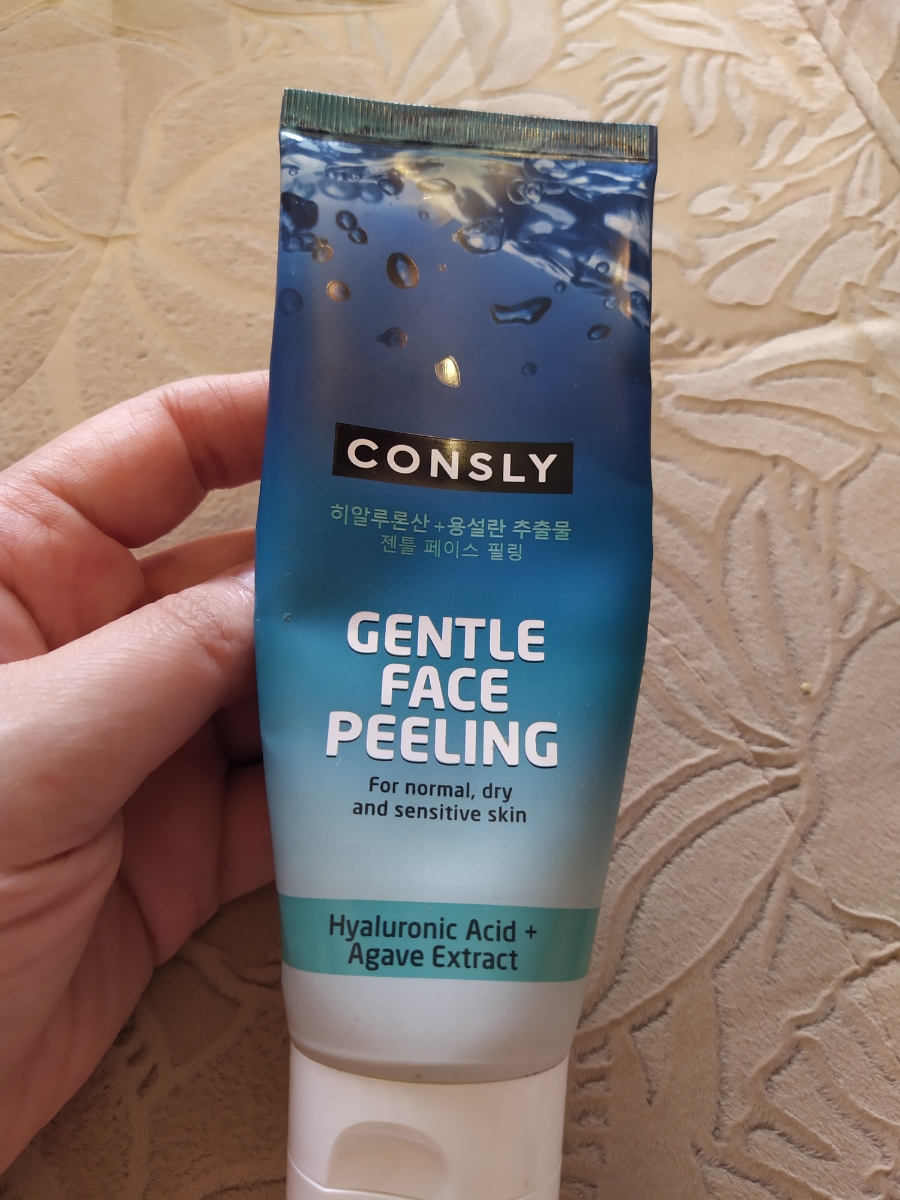 CONSLY
히알루론산 +용설란 추출물
젠틀 페이스 필링
GENTLE
FACE
PEELING
For normal, dry
and sensitive skin
Hyaluronic Acid +
Agave Extract